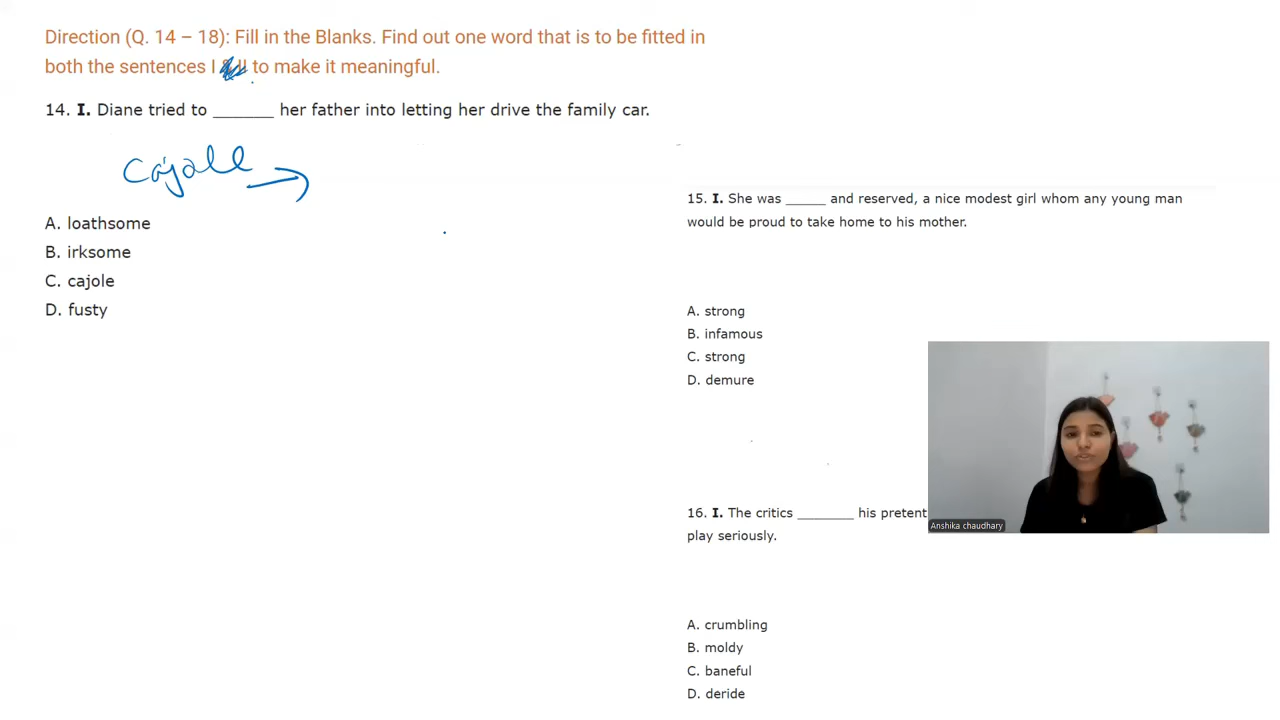 Direction (Q. 14 – 18): Fill in the Blanks. Find out one word that is to be fitted in
both the sentences I to make it meaningful.
14. I. Diane tried to ______ her father into letting her drive the family car.
Cajole
A. loathsome
B. irksome
C. cajole
D. fusty
15. I. She was _____ and reserved, a nice modest girl whom any young man
would be proud to take home to his mother.
A. strong
B. infamous
C. strong
D. demure
16. I. The critics _______ his pretent
play seriously.
A. crumbling
B. moldy
C. baneful
D. deride
Anshika chaudhary